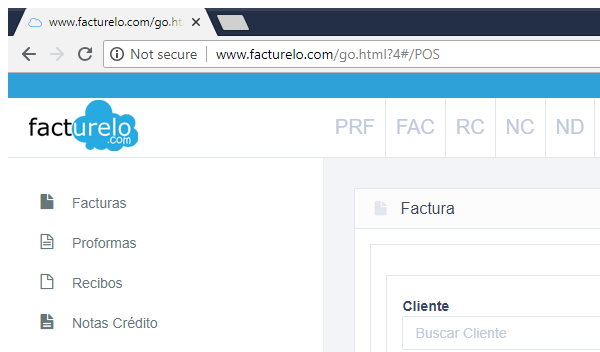 www.facturelo.com/go.ht
Not secure
www.facturelo.com/go.html?4#/POS
facturelo
.com
PRF FAC RC NC ND
Facturas
Proformas
Recibos
Notas Crédito
Factura
Cliente
Buscar Cliente